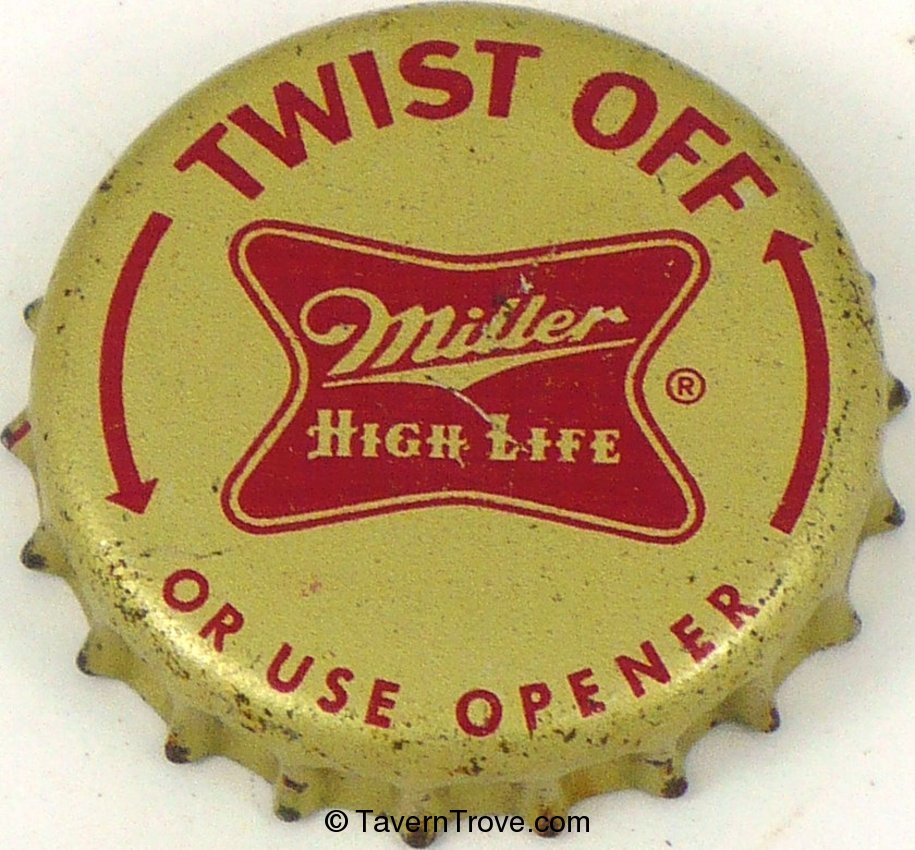 TWIST OFF
Miller
HIGH LIFE
®
OR USE OPENER
© TavernTrove.com